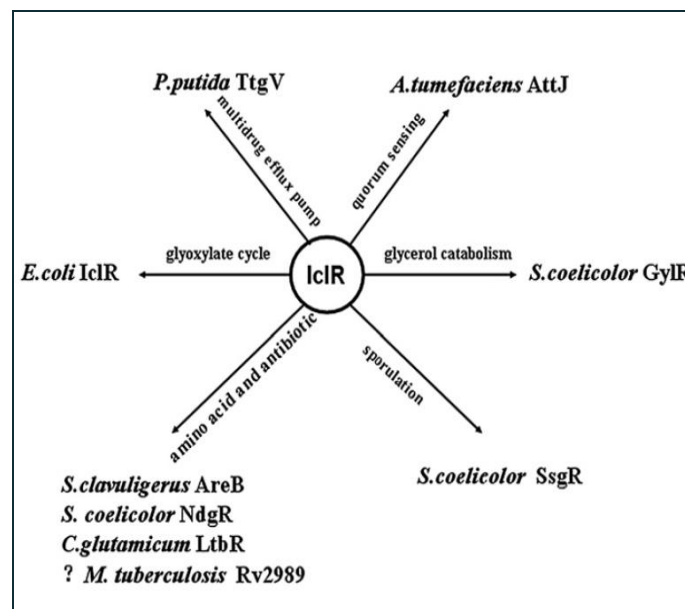 P.putida TtgV
A.tumefaciens AttJ
multidrug efflux pump
quorum sensing
E.coli IclR
glyoxylate cycle
IclR
glycerol catabolism
S.coelicolor GylR
amino acid and antibiotic
sporulation
S.clavuligerus AreB
S. coelicolor NdgR
C.glutamicum LtbR
? M. tuberculosis Rv2989
S.coelicolor SsgR